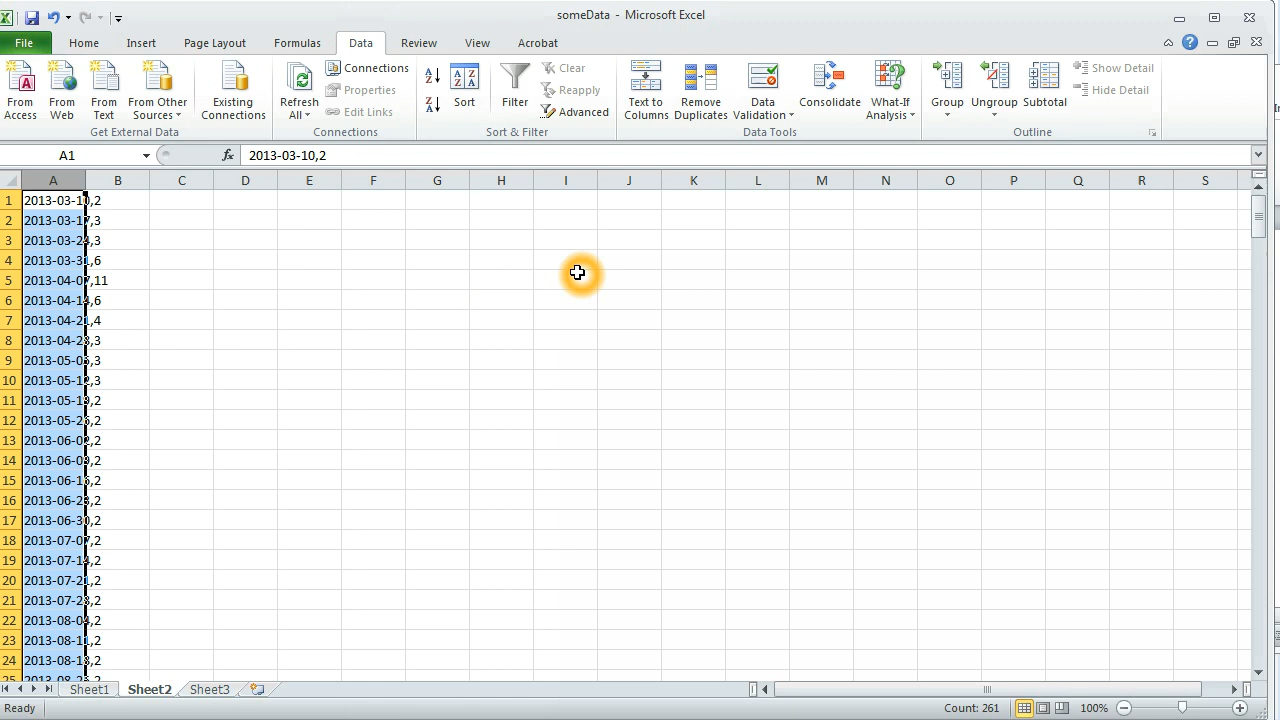 someData - Microsoft Excel
File Home Insert Page Layout Formulas Data Review View Acrobat
From Access
From Web
From Text
From Other Sources
Existing Connections
Get External Data
Refresh All
Connections
Properties
Edit Links
Connections
Sort
Filter
Clear
Reapply
Advanced
Sort & Filter
Text to Columns
Remove Duplicates
Data Validation
Consolidate
What-If Analysis
Data Tools
Group
Ungroup
Subtotal
Show Detail
Hide Detail
Outline
A1 fx 2013-03-10,2
A B C D E F G H I J K L M N O P Q R S
1 2013-03-10,2
2 2013-03-17,3
3 2013-03-24,3
4 2013-03-31,6
5 2013-04-07,11
6 2013-04-14,6
7 2013-04-21,4
8 2013-04-28,3
9 2013-05-05,3
10 2013-05-12,3
11 2013-05-19,2
12 2013-05-26,2
13 2013-06-02,2
14 2013-06-09,2
15 2013-06-16,2
16 2013-06-23,2
17 2013-06-30,2
18 2013-07-07,2
19 2013-07-14,2
20 2013-07-21,2
21 2013-07-28,2
22 2013-08-04,2
23 2013-08-11,2
24 2013-08-18,2
25 2013-08-25,2
Sheet1 Sheet2 Sheet3
Ready Count: 261 100%